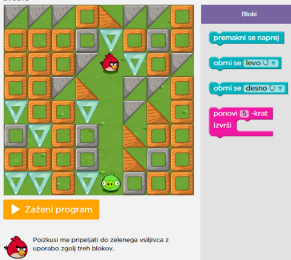 Bloki
premakni se naprej
obrni se levo
obrni se desno
ponovi 5 -krat
izvrši
Zaženi program
Poizkusi me pripeljati do zelenega vsiljivca z
uporabo zgolj treh blokov.